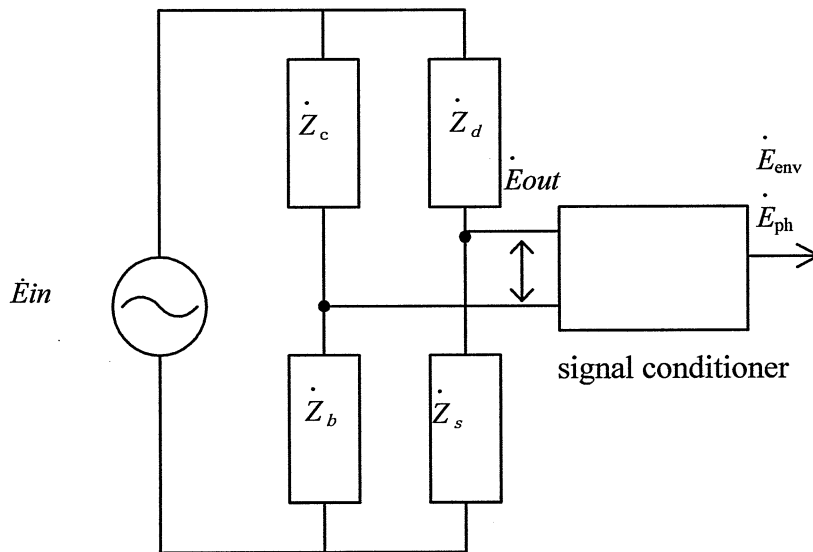 Żc
Żd
Ėout
Ėenv
Ėph
Ėin
signal conditioner
Żb
Żs